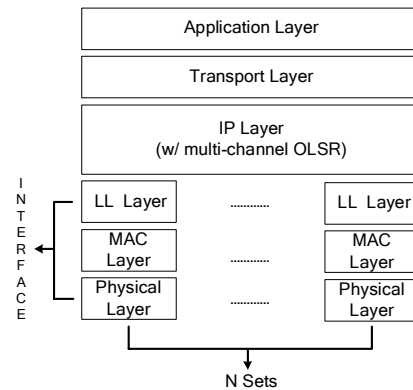 Application Layer
Transport Layer
IP Layer
(w/ multi-channel OLSR)
INTERFACE
LL Layer ............ LL Layer
MAC Layer ............ MAC Layer
Physical Layer ............ Physical Layer
N Sets